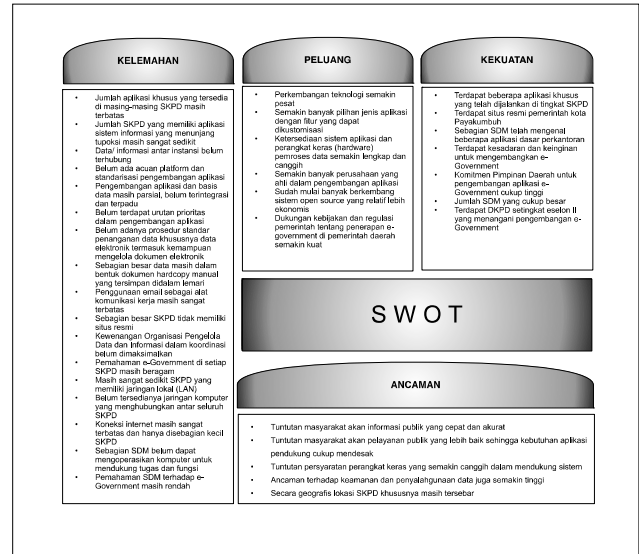 KELEMAHAN
• Jumlah aplikasi khusus yang tersedia
di masing-masing SKPD masih
terbatas
• Jumlah SKPD yang memiliki aplikasi
sistem informasi yang menunjang
tupoksi masih sangat sedikit
• Data/ informasi antar instansi belum
terhubung
• Belum ada acuan platform dan
standarisasi pengembangan aplikasi
• Pengembangan aplikasi dan basis
data masih parsial, belum terintegrasi
dan terpadu
• Belum terdapat urutan prioritas
dalam pengembangan aplikasi
• Belum adanya prosedur standar
penanganan data khususnya data
elektronik termasuk kemampuan
mengelola dokumen elektronik
• Sebagian besar data masih dalam
bentuk dokumen hardcopy manual
yang tersimpan didalam lemari
• Penggunaan email sebagai alat
komunikasi kerja masih sangat
terbatas
• Sebagian besar SKPD tidak memiliki
situs resmi
• Kewenangan Organisasi Pengelola
Data dan Informasi dalam koordinasi
belum dimaksimalkan
• Pemahaman e-Government di setiap
SKPD masih beragam
• Masih sangat sedikit SKPD yang
memiliki jaringan lokal (LAN)
• Belum tersedianya jaringan komputer
yang menghubungkan antar seluruh
SKPD
• Koneksi internet masih sangat
terbatas dan hanya disebagian kecil
SKPD
• Sebagian SDM belum dapat
mengoperasikan komputer untuk
mendukung tugas dan fungsi
• Pemahaman SDM terhadap e-
Government masih rendah
PELUANG
• Perkembangan teknologi semakin
pesat
• Semakin banyak pilihan jenis aplikasi
dengan fitur yang dapat
dikustomisasi
• Ketersediaan sistem aplikasi dan
perangkat keras (hardware)
pemroses data semakin lengkap dan
canggih
• Semakin banyak perusahaan yang
ahli dalam pengembangan aplikasi
• Sudah mulai banyak berkembang
sistem open source yang relatif lebih
ekonomis
• Dukungan kebijakan dan regulasi
pemerintah tentang penerapan e-
government di pemerintah daerah
semakin kuat
KEKUATAN
• Terdapat beberapa aplikasi khusus
yang telah dijalankan di tingkat SKPD
• Terdapat situs resmi pemerintah kota
Payakumbuh
• Sebagian SDM telah mengenal
beberapa aplikasi dasar perkantoran
• Terdapat kesadaran dan keinginan
untuk mengembangkan e-
Government
• Komitmen Pimpinan Daerah untuk
pengembangan aplikasi e-
Government cukup tinggi
• Jumlah SDM yang cukup besar
• Terdapat DKPD setingkat eselon II
yang menangani pengembangan e-
Government
S W O T
ANCAMAN
• Tuntutan masyarakat akan informasi publik yang cepat dan akurat
• Tuntutan masyarakat akan pelayanan publik yang lebih baik sehingga kebutuhan aplikasi
pendukung cukup mendesak
• Tuntutan persyaratan perangkat keras yang semakin canggih dalam mendukung sistem
• Ancaman terhadap keamanan dan penyalahgunaan data juga semakin tinggi
• Secara geografis lokasi SKPD khususnya masih tersebar